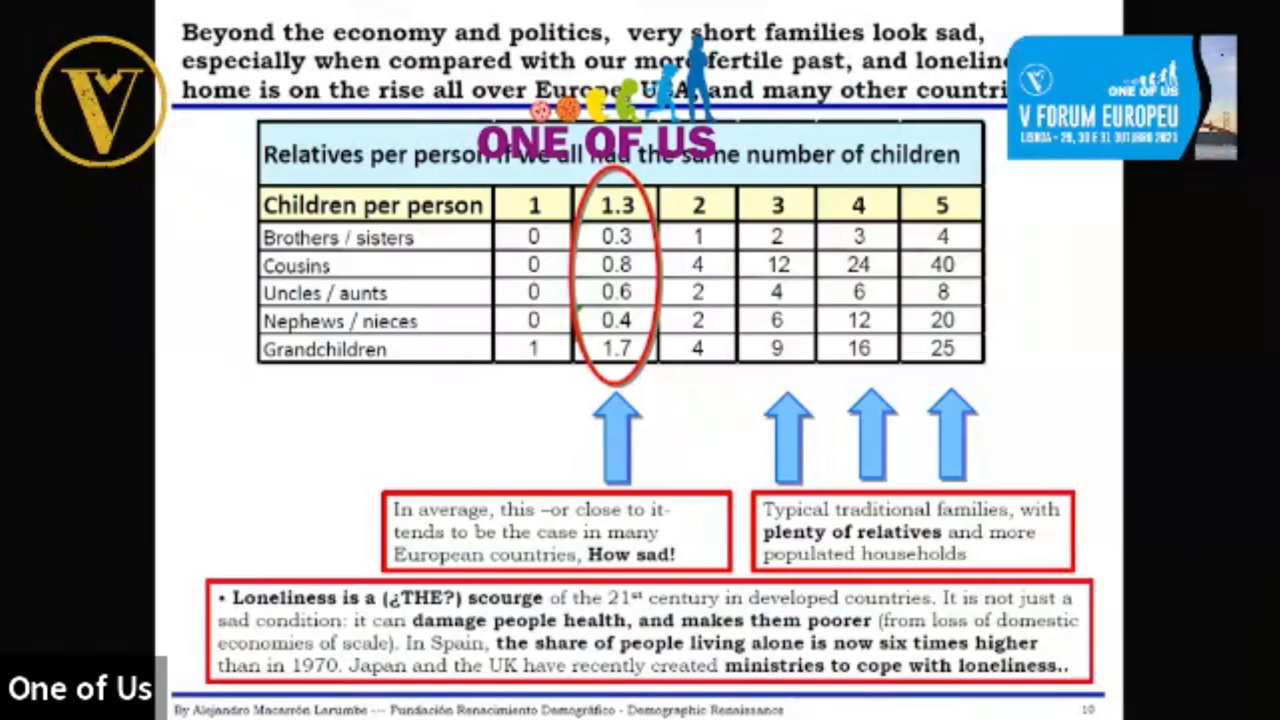 Beyond the economy and politics, very short families look sad,
especially when compared with our more fertile past, and
home is on the rise all over Europe, USA, and many other
V
ONE OF US
ONE OF US
V FORUM EUROPEU
LISBOA - 29, 30 E 31 OUTUBRO 2021
Relatives per person if we all had the same number of children
Children per person 1 1.3 2 3 4 5
Brothers / sisters 0 0.3 1 2 3 4
Cousins 0 0.8 4 12 24 40
Uncles / aunts 0 0.6 2 4 6 8
Nephews / nieces 0 0.4 2 6 12 20
Grandchildren 1 1.7 4 9 16 25
In average, this –or close to it-
tends to be the case in many
European countries, How sad!
Typical traditional families, with
plenty of relatives and more
populated households
• Loneliness is a (¿THE?) scourge of the 21st century in developed countries. It is not just a
sad condition: it can damage people health, and makes them poorer (from loss of domestic
economies of scale). In Spain, the share of people living alone is now six times higher
than in 1970. Japan and the UK have recently created ministries to cope with loneliness..
One of Us
By Alejandro Macarrón Larumbe --- Fundación Renacimiento Demográfico - Demographic Renaissance 10